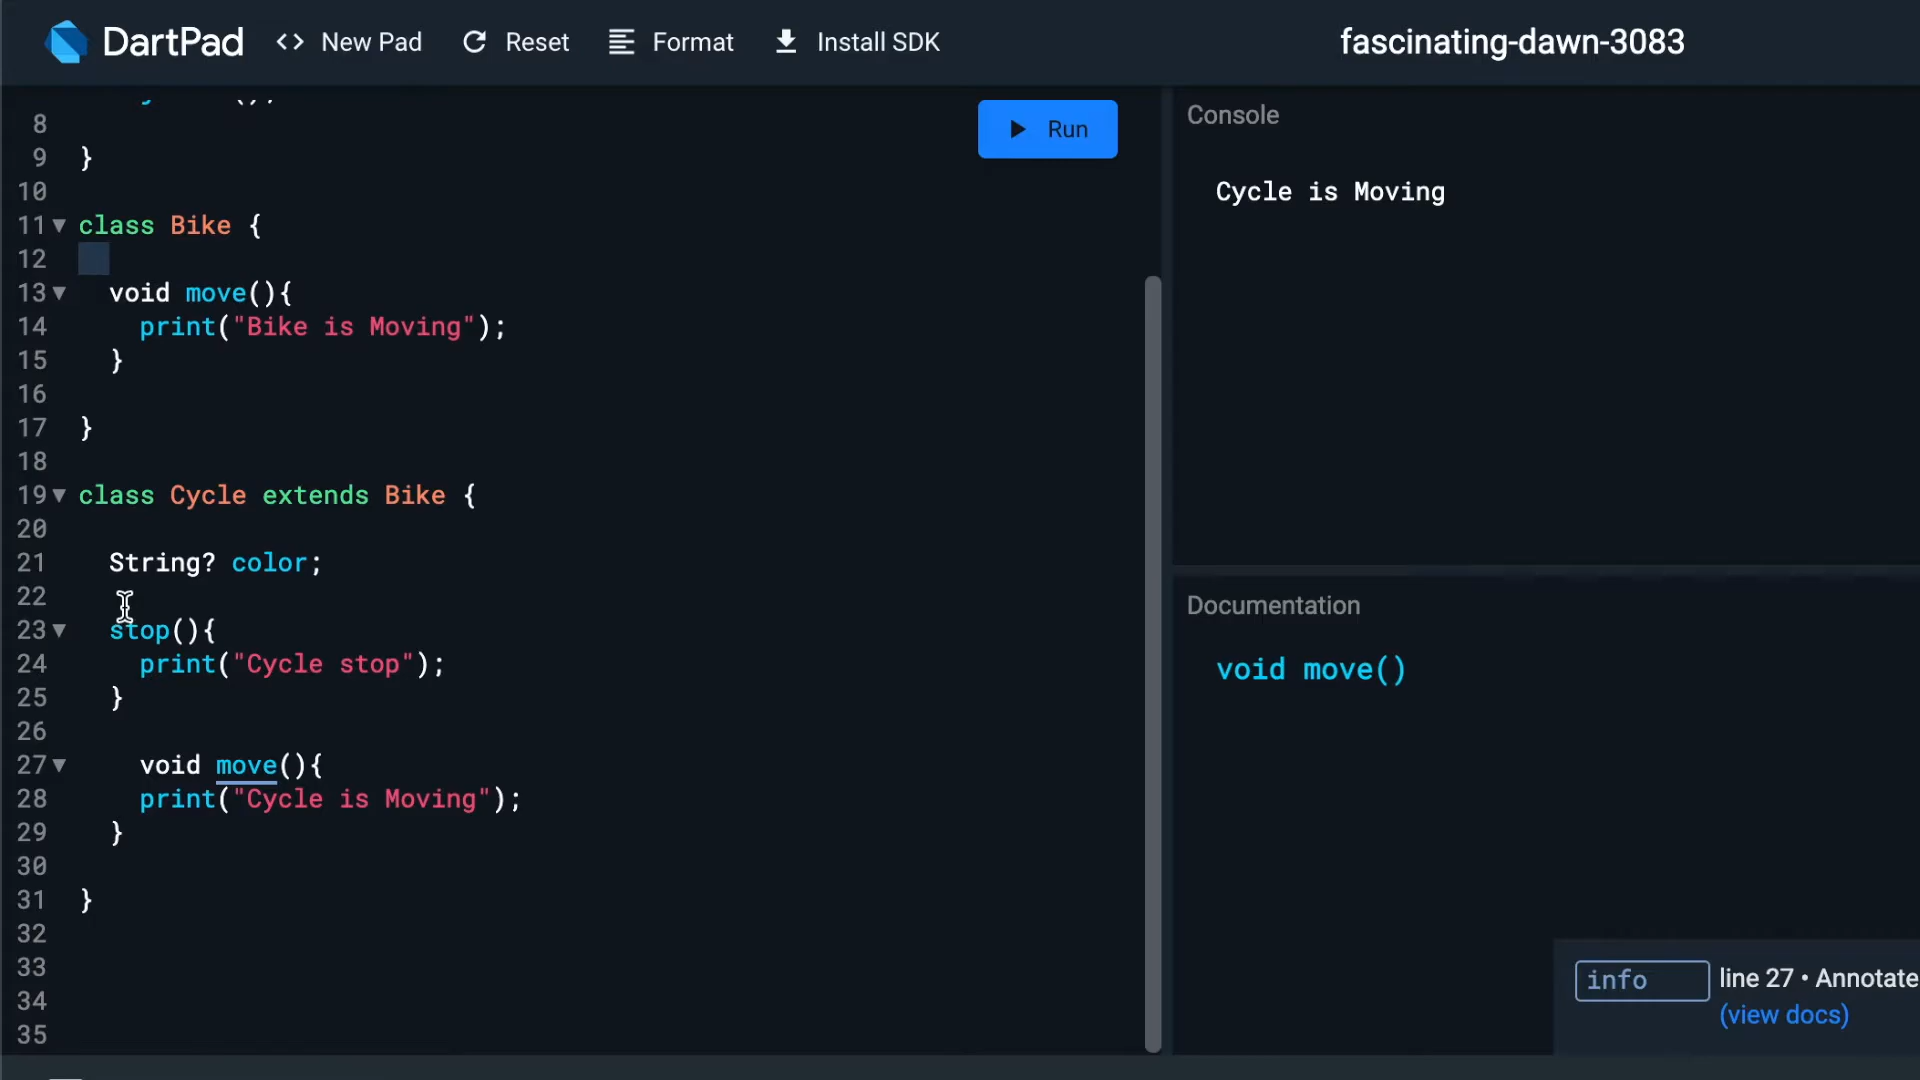 DartPad <> New Pad Reset Format Install SDK fascinating-dawn-3083
Run
8
9 }
10
11 class Bike {
12
13 void move(){
14 print("Bike is Moving");
15 }
16
17 }
18
19 class Cycle extends Bike {
20
21 String? color;
22
23 stop(){
24 print("Cycle stop");
25 }
26
27 void move(){
28 print("Cycle is Moving");
29 }
30
31 }
32
33
34
35
Console
Cycle is Moving
Documentation
void move()
info line 27 • Annotate
(view docs)